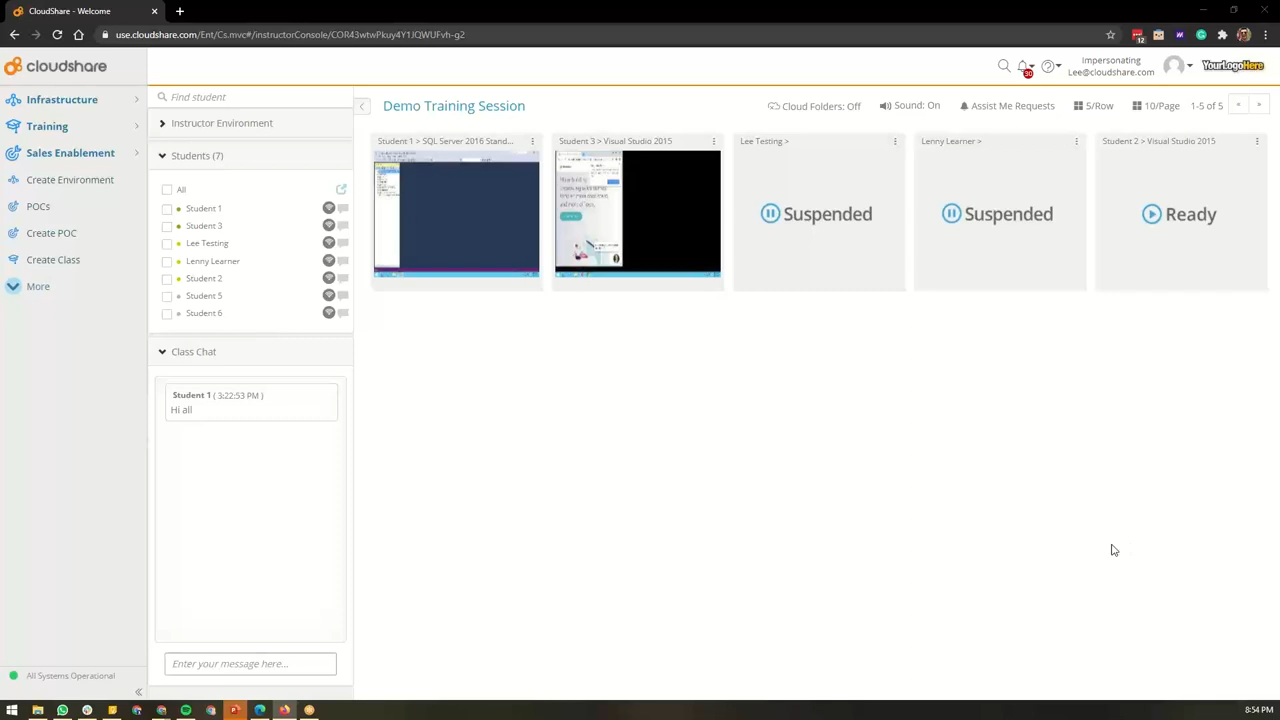 CloudShare - Welcome
use.cloudshare.com/Ent/Cs.mvc#/instructorConsole/COR43wtwPkuy4Y1JQWUFvh-g2
12
cloudshare
Impersonating
Lee@cloudshare.com
30
YourLogoHere
Infrastructure
Training
Sales Enablement
Create Environment
POCs
Create POC
Create Class
More
All Systems Operational
Find student
Instructor Environment
Students (7)
All
Student 1
Student 3
Lee Testing
Lenny Learner
Student 2
Student 5
Student 6
Class Chat
Student 1 ( 3:22:53 PM )
Hi all
Enter your message here...
Demo Training Session
Cloud Folders: Off
Sound: On
Assist Me Requests
5/Row
10/Page
1-5 of 5
Student 1 > SQL Server 2016 Stand...
Student 3 > Visual Studio 2015
Lee Testing >
Suspended
Lenny Learner >
Suspended
Student 2 > Visual Studio 2015
Ready
8:54 PM